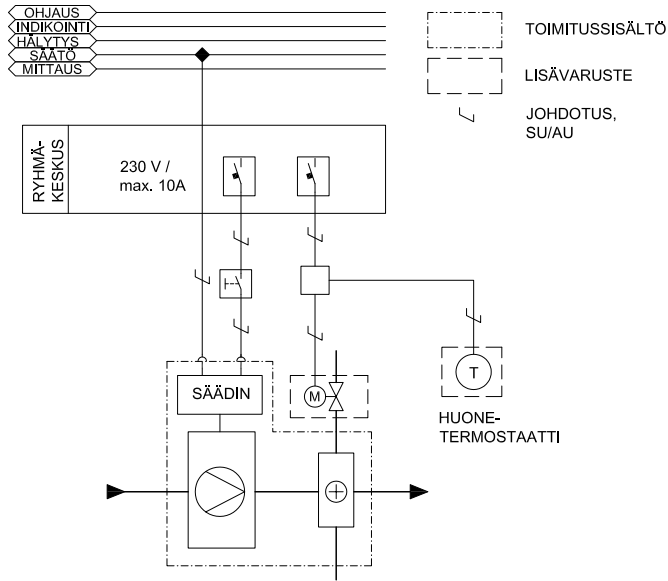 OHJAUS
INDIKOINTI
HÄLYTYS
SÄÄTÖ
MITTAUS
TOIMITUSSISÄLTÖ
LISÄVARUSTE
JOHDOTUS,
SU/AU
RYHMÄ-
KESKUS
230 V /
max. 10A
SÄÄDIN
M
T
HUONE-
TERMOSTAATTI